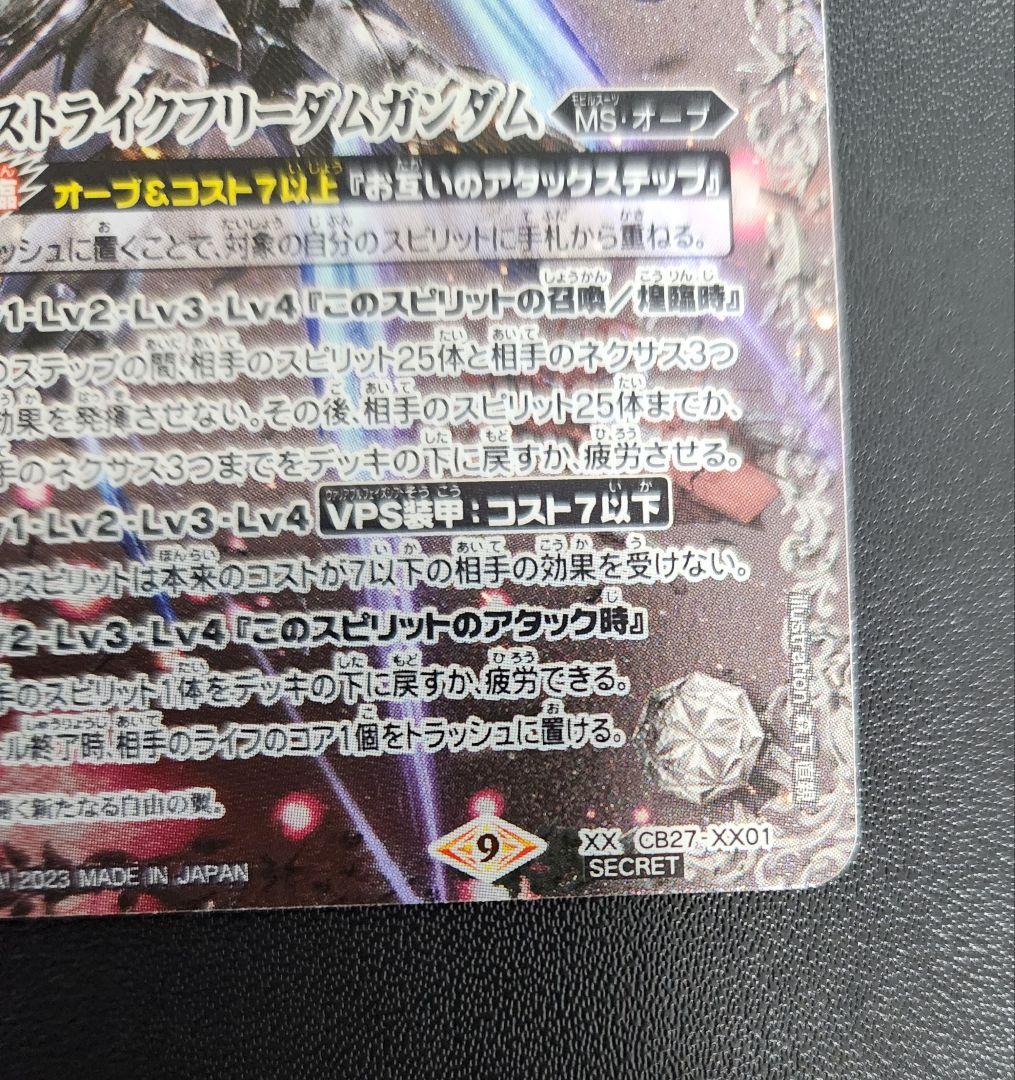 ストライクフリーダムガンダム MS・オーブ
臨 オーブ&コスト7以上『お互いのアタックステップ』
ッシュに置くことで、対象の自分のスピリットに手札から重ねる。
1・Lv2・Lv3・Lv4『このスピリットの召喚/煌臨時』
のステップの間、相手のスピリット25体と相手のネクサス3つ
効果を発揮させない。その後、相手のスピリット25体までか、
手のネクサス3つまでをデッキの下に戻すか、疲労させる。
1・Lv2・Lv3・Lv4 VPS装甲:コスト7以下
のスピリットは本来のコストが7以下の相手の効果を受けない。
2・Lv3・Lv4『このスピリットのアタック時』
手のスピリット1体をデッキの下に戻すか、疲労できる。
ル終了時、相手のライフのコア1個をトラッシュに置ける。
く新たなる自由の翼。
Illustration
9 XX CB27-XX01
SECRET
2023 MADE IN JAPAN